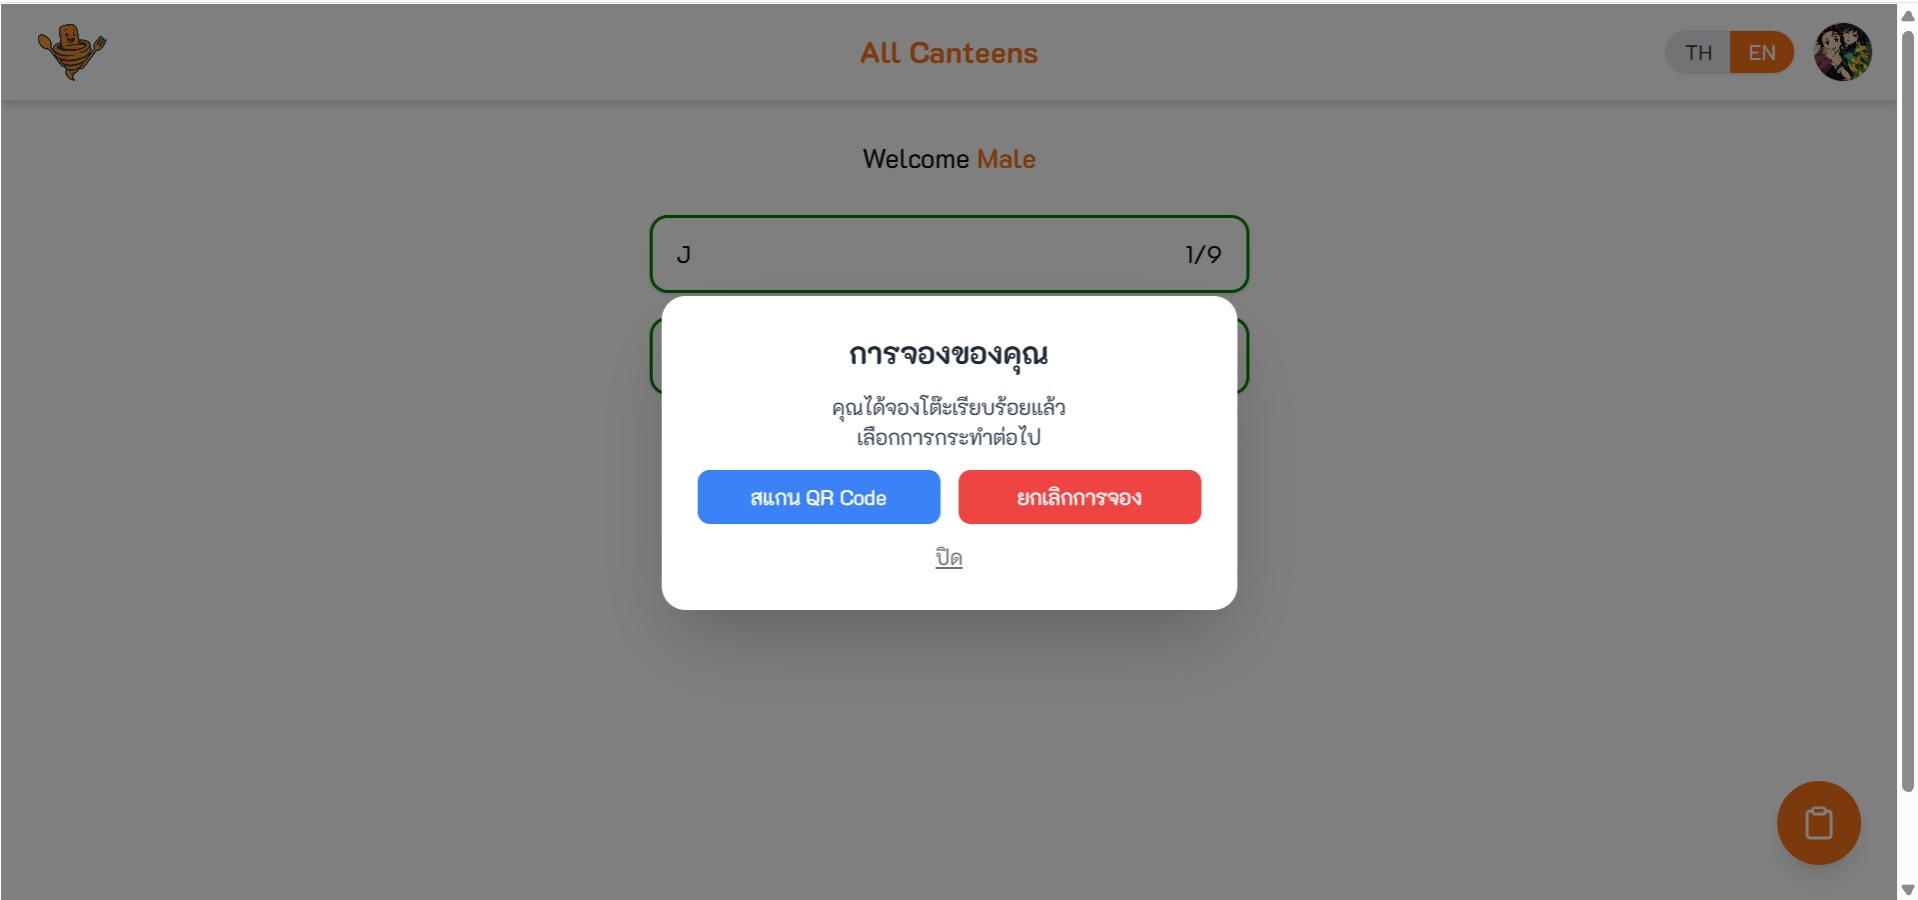 All Canteens
TH EN
Welcome Male
J 1/9
การจองของคุณ
คุณได้จองโต๊ะเรียบร้อยแล้ว
เลือกการกระทำต่อไป
สแกน QR Code ยกเลิกการจอง
ปิด